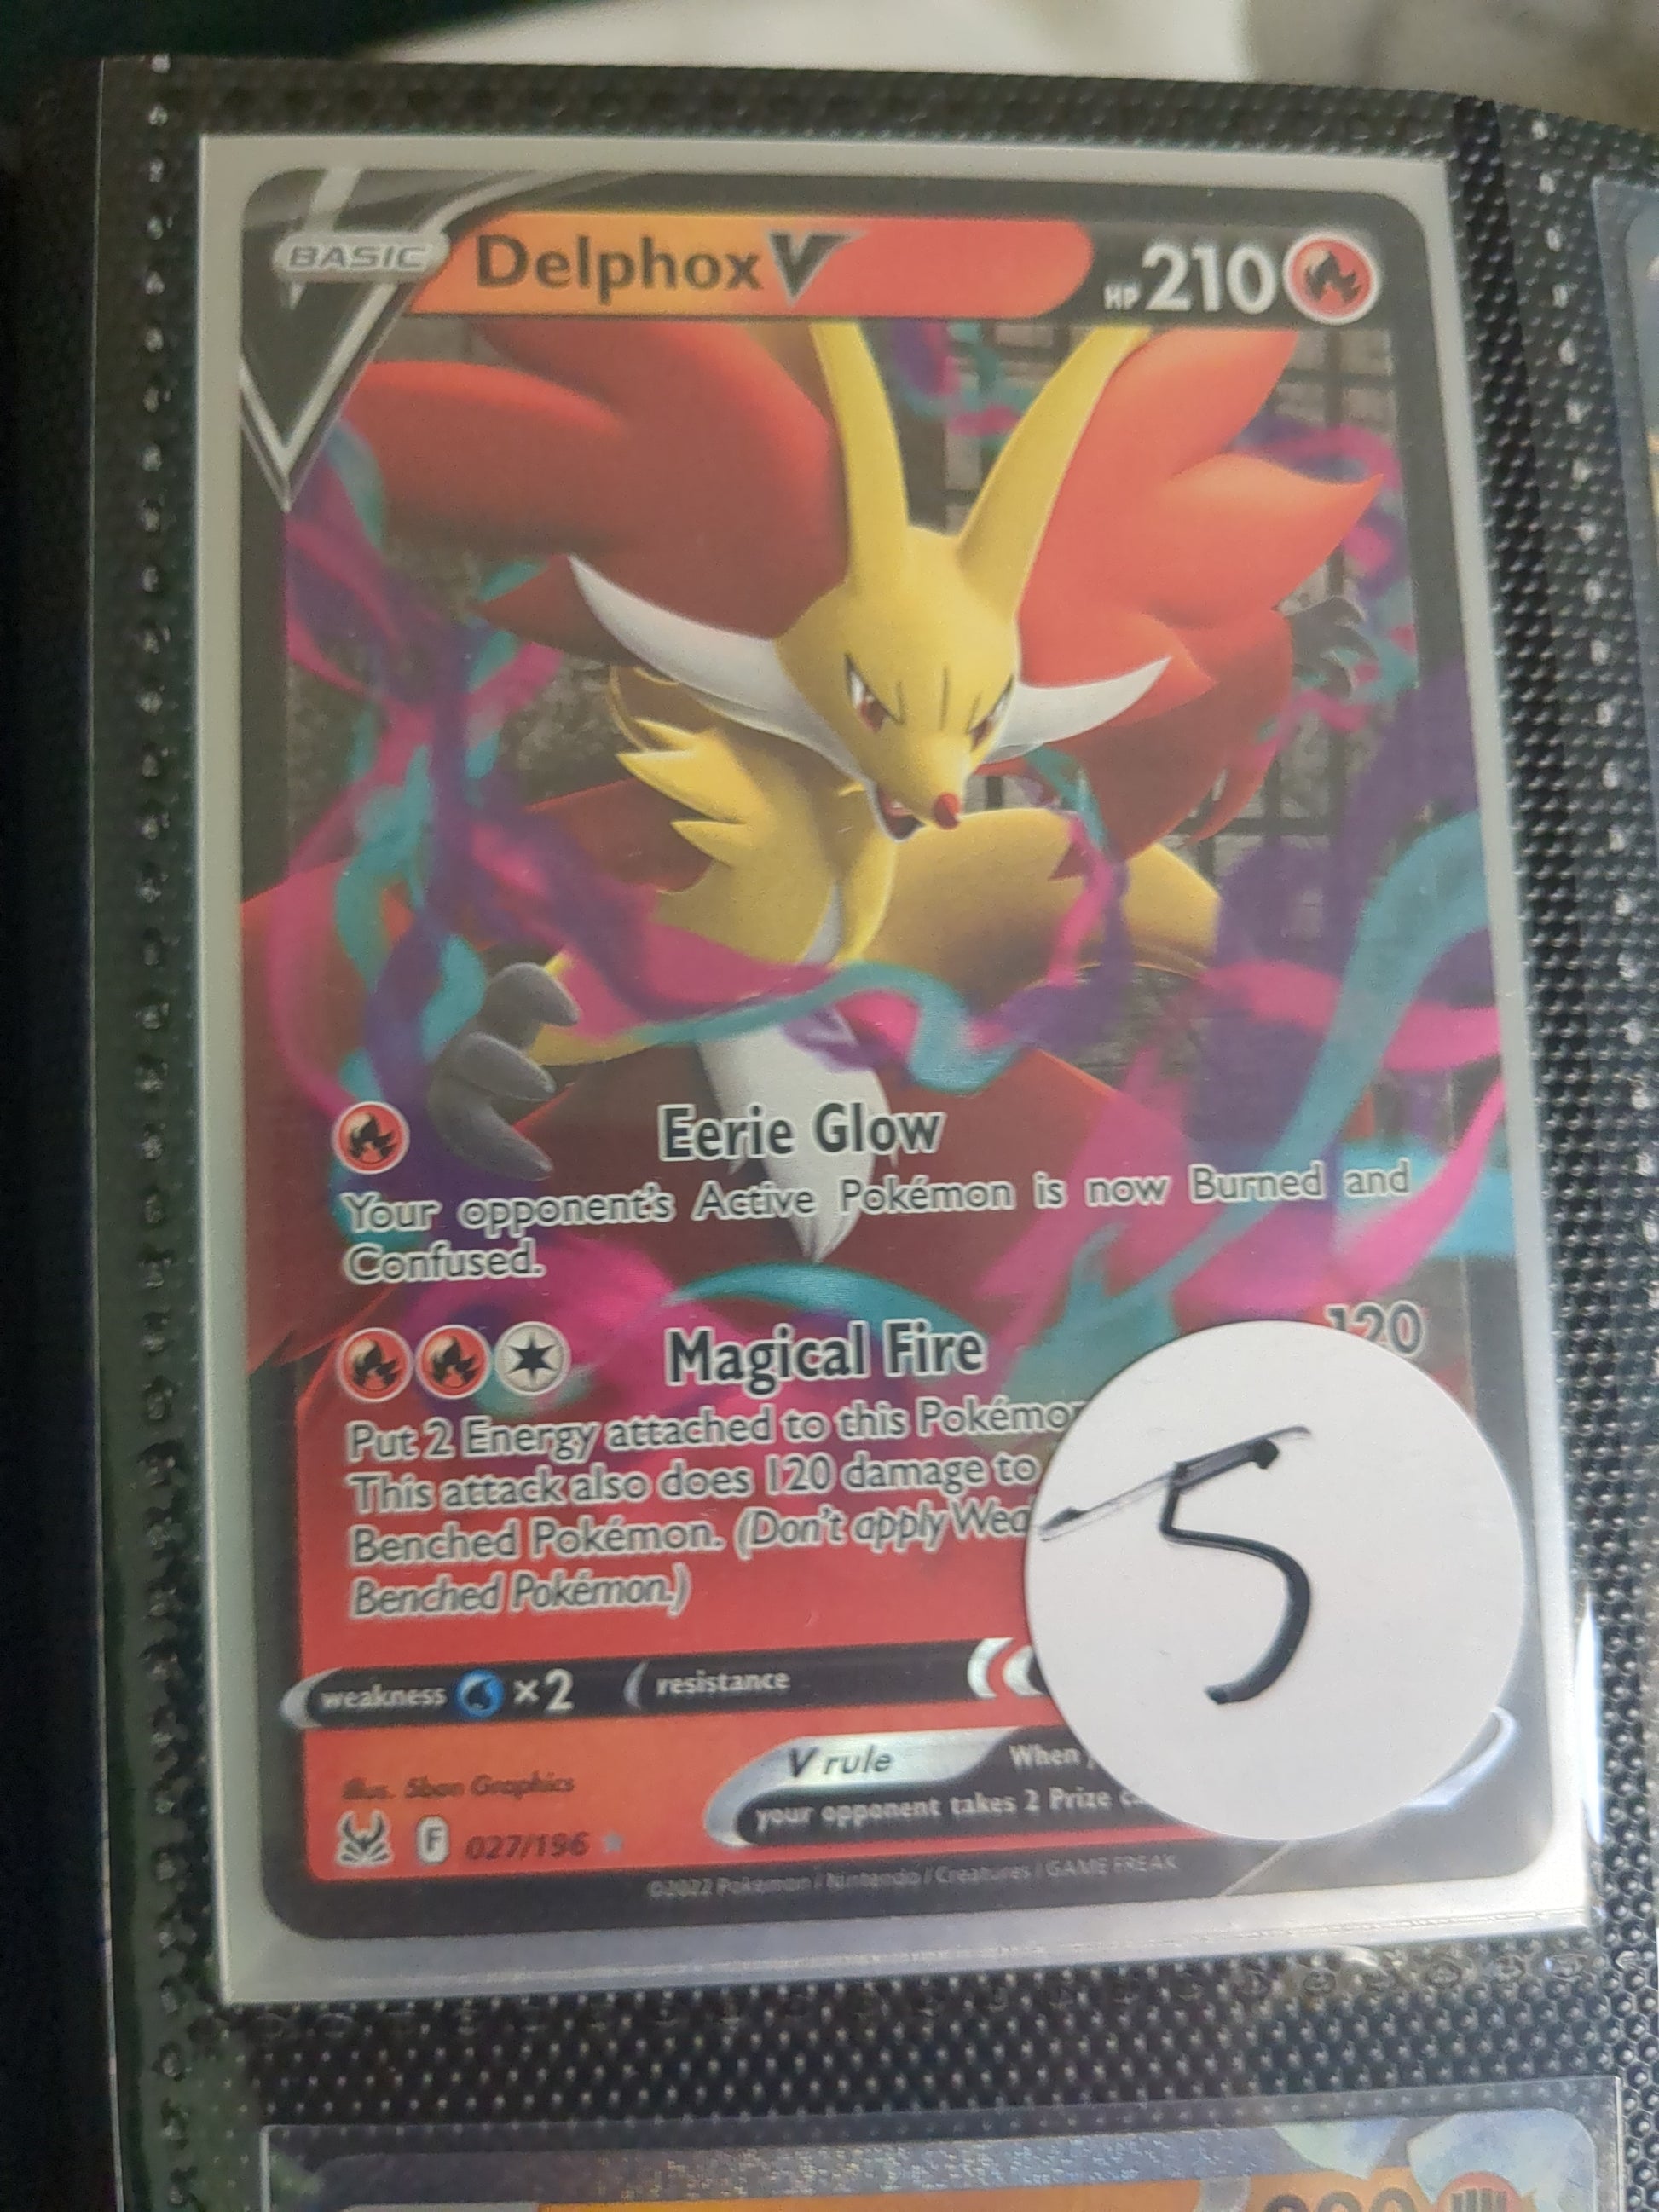 BASIC Delphox V HP 210
Eerie Glow
Your opponent's Active Pokémon is now Burned and
Confused.
Magical Fire 120
Put 2 Energy attached to this
This attack also does 120 damage to
Benched Pokémon. (Don't apply
Benched Pokémon.)
5
weakness ×2 resistance
V rule When
your opponent takes 2 Prize
Illus. 5ban Graphics
F 027/196
©2022 Pokémon / Nintendo / Creatures / GAME FREAK